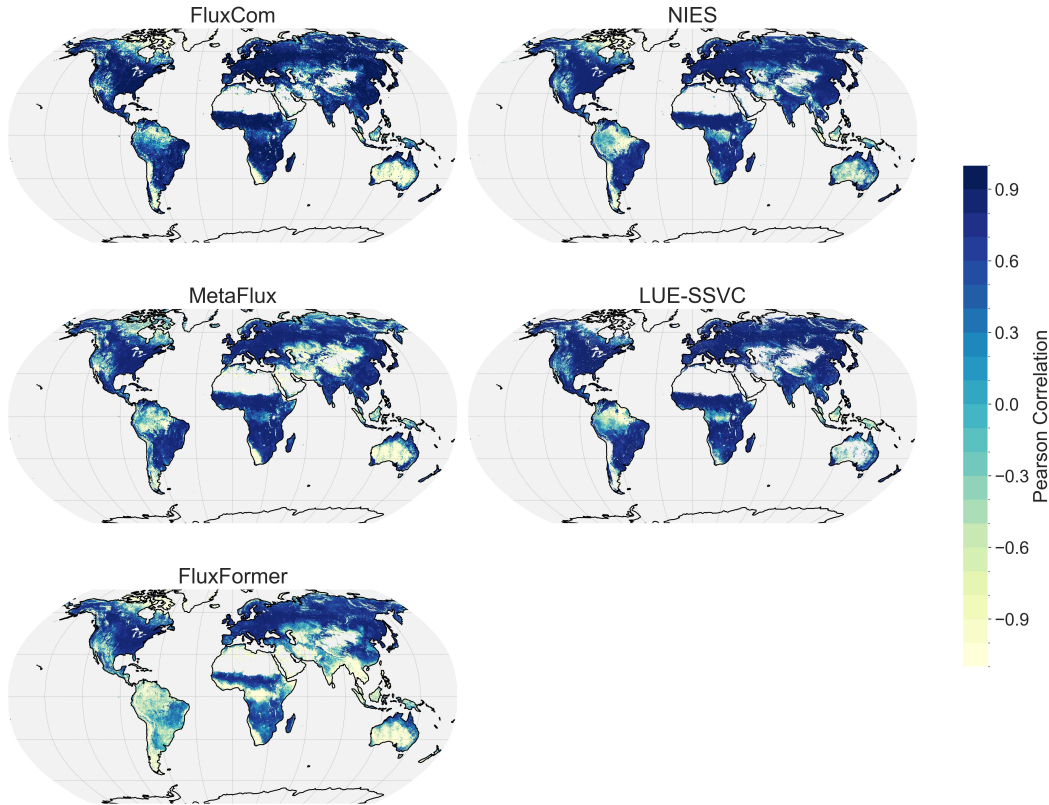 FluxCom
NIES
MetaFlux
LUE-SSVC
FluxFormer
0.9
0.6
0.3
0.0
−0.3
−0.6
−0.9
Pearson Correlation